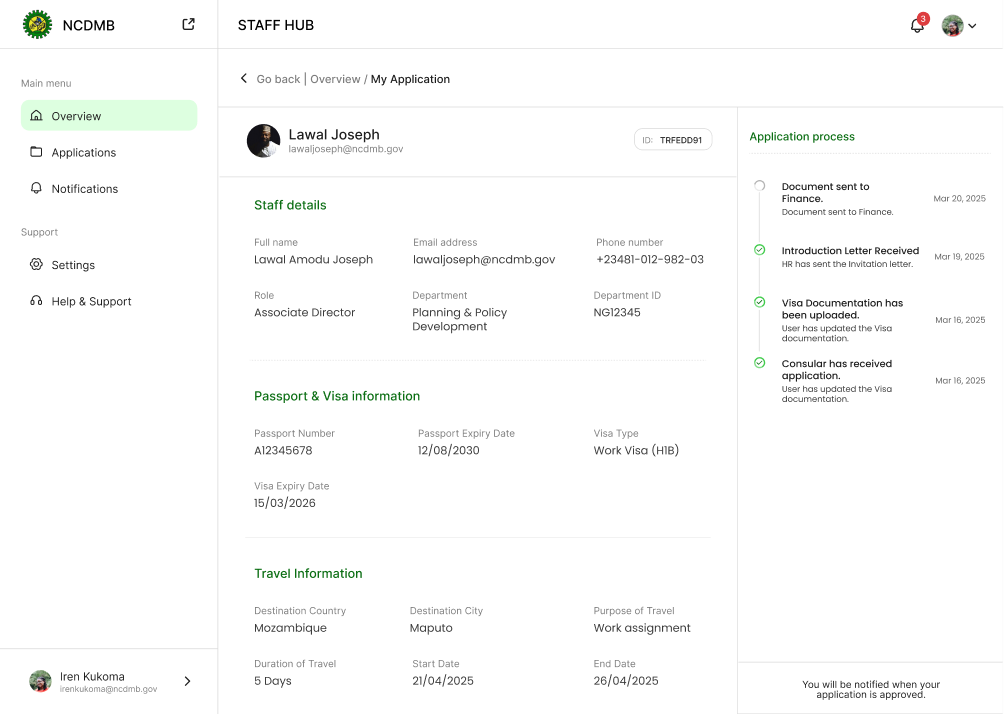 NCDMB
STAFF HUB
3
Go back | Overview / My Application
Main menu
Overview
Applications
Notifications
Support
Settings
Help & Support
Iren Kukoma
irenkukoma@ncdmb.gov
Lawal Joseph
lawaljoseph@ncdmb.gov
ID: TRFEDD91
Staff details
Full name Email address Phone number
Lawal Amodu Joseph lawaljoseph@ncdmb.gov +23481-012-982-03
Role Department Department ID
Associate Director Planning & Policy NG12345
Development
Passport & Visa information
Passport Number Passport Expiry Date Visa Type
A12345678 12/08/2030 Work Visa (H1B)
Visa Expiry Date
15/03/2026
Travel Information
Destination Country Destination City Purpose of Travel
Mozambique Maputo Work assignment
Duration of Travel Start Date End Date
5 Days 21/04/2025 26/04/2025
Application process
Document sent to
Finance.
Document sent to Finance.
Mar 20, 2025
Introduction Letter Received
HR has sent the Invitation letter.
Mar 19, 2025
Visa Documentation has
been uploaded.
User has updated the Visa
documentation.
Mar 16, 2025
Consular has received
application.
User has updated the Visa
documentation.
Mar 16, 2025
You will be notified when your
application is approved.